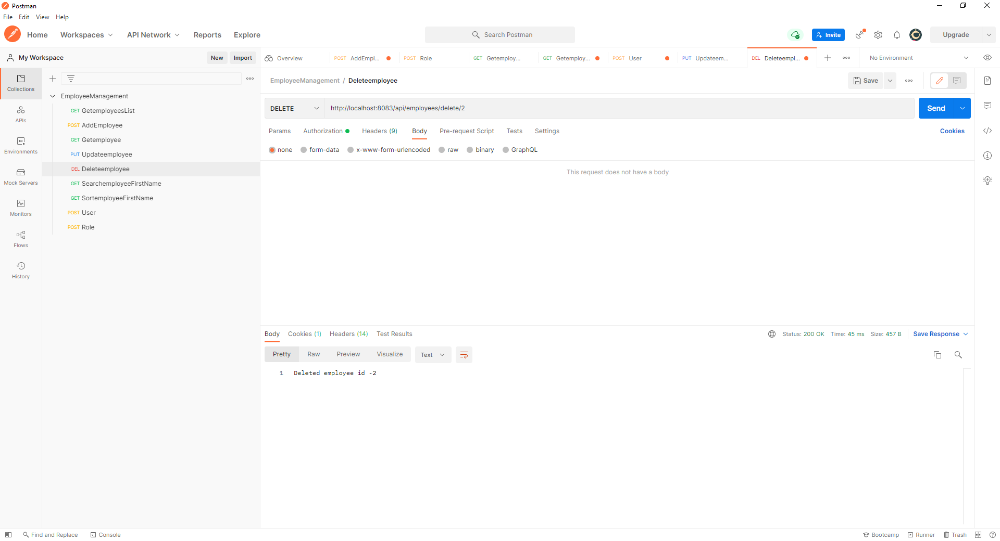 Postman
File Edit View Help
Home Workspaces API Network Reports Explore Search Postman Invite Upgrade
My Workspace New Import Overview POST AddEmpl... POST Role GET Getemploy... GET Getemploy... POST User PUT Updateem... DEL Deleteempl... No Environment
EmployeeManagement / Deleteemployee Save
Collections
APIs
Environments
Mock Servers
Monitors
Flows
History
EmployeeManagement
GET GetemployeesList
POST AddEmployee
GET Getemployee
PUT Updateemployee
DEL Deleteemployee
GET SearchemployeeFirstName
GET SortemployeeFirstName
POST User
POST Role
DELETE http://localhost:8083/api/employees/delete/2 Send
Params Authorization Headers (9) Body Pre-request Script Tests Settings Cookies
none form-data x-www-form-urlencoded raw binary GraphQL
This request does not have a body
Body Cookies (1) Headers (14) Test Results Status: 200 OK Time: 45 ms Size: 457 B Save Response
Pretty Raw Preview Visualize Text
1 Deleted employee id -2
Find and Replace Console Bootcamp Runner Trash